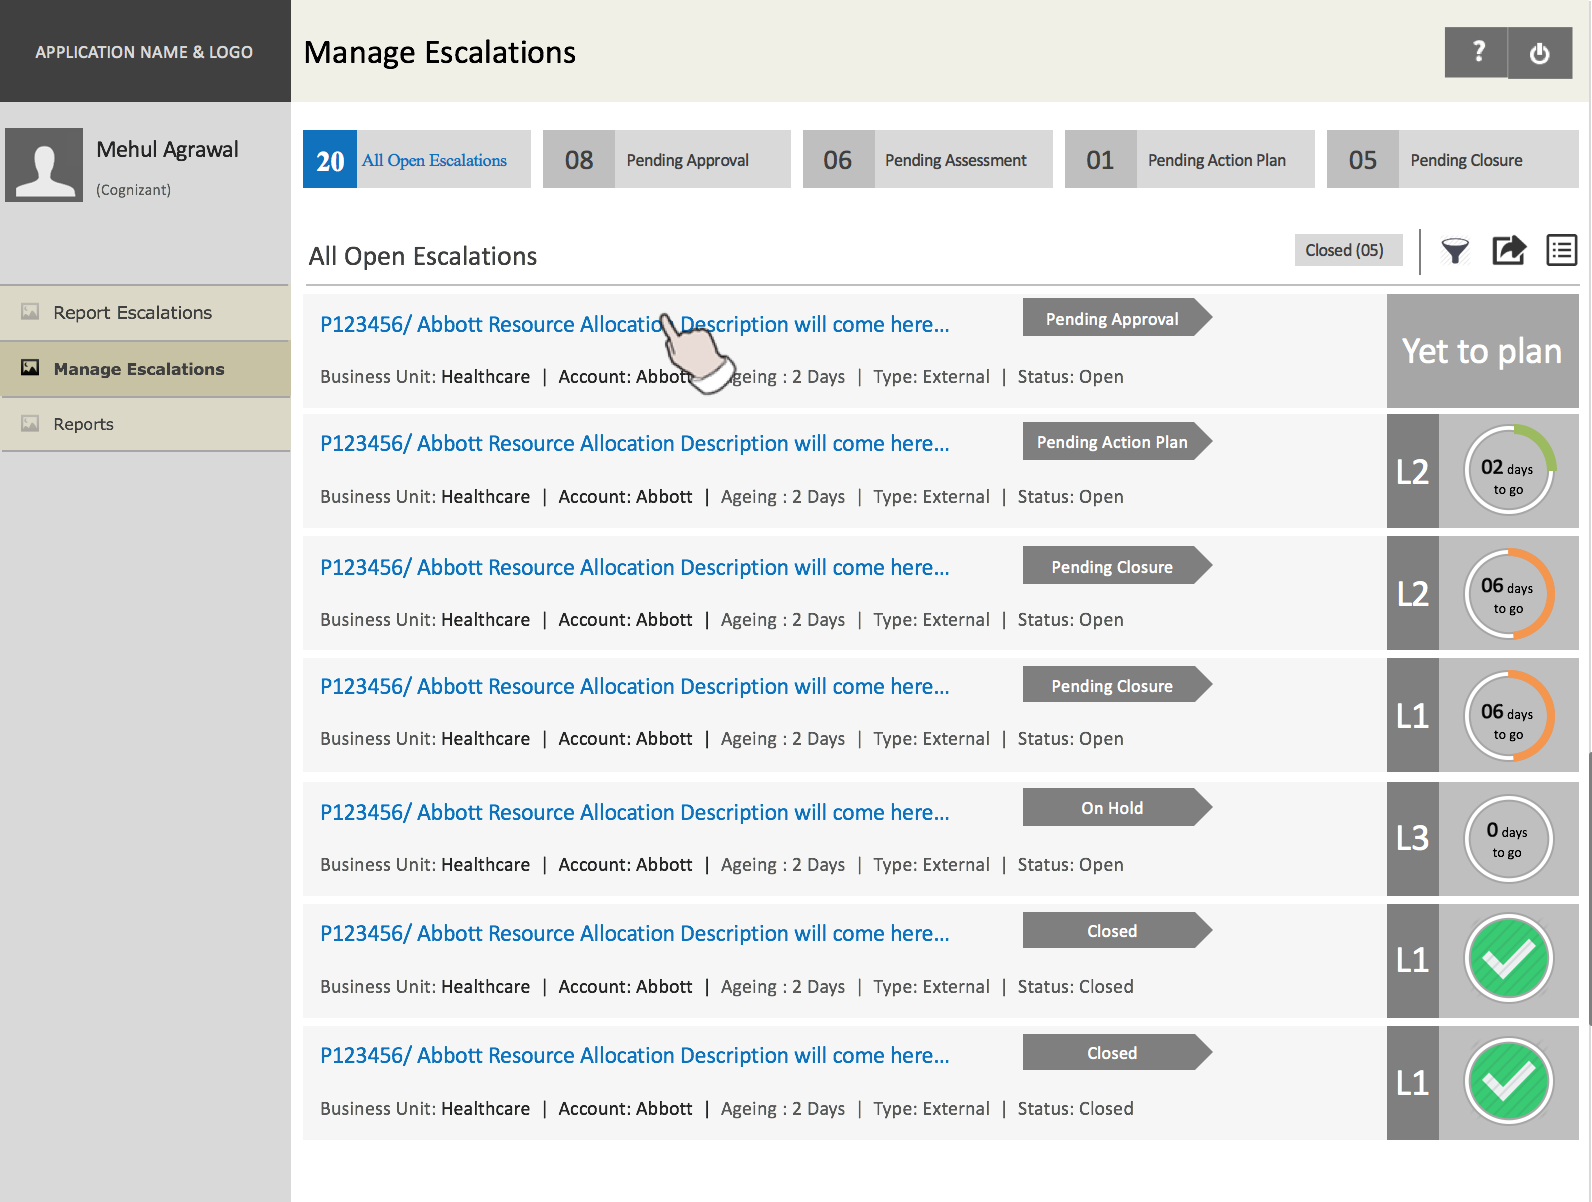 APPLICATION NAME & LOGO
Manage Escalations
?
Mehul Agrawal
(Cognizant)
Report Escalations
Manage Escalations
Reports
20 All Open Escalations
08 Pending Approval
06 Pending Assessment
01 Pending Action Plan
05 Pending Closure
All Open Escalations
Closed (05)
P123456/ Abbott Resource Allocation Description will come here...
Pending Approval
Business Unit: Healthcare | Account: Abbott Ageing : 2 Days | Type: External | Status: Open
Yet to plan
P123456/ Abbott Resource Allocation Description will come here...
Pending Action Plan
Business Unit: Healthcare | Account: Abbott | Ageing : 2 Days | Type: External | Status: Open
L2
02 days
to go
P123456/ Abbott Resource Allocation Description will come here...
Pending Closure
Business Unit: Healthcare | Account: Abbott | Ageing : 2 Days | Type: External | Status: Open
L2
06 days
to go
P123456/ Abbott Resource Allocation Description will come here...
Pending Closure
Business Unit: Healthcare | Account: Abbott | Ageing : 2 Days | Type: External | Status: Open
L1
06 days
to go
P123456/ Abbott Resource Allocation Description will come here...
On Hold
Business Unit: Healthcare | Account: Abbott | Ageing : 2 Days | Type: External | Status: Open
L3
0 days
to go
P123456/ Abbott Resource Allocation Description will come here...
Closed
Business Unit: Healthcare | Account: Abbott | Ageing : 2 Days | Type: External | Status: Closed
L1
P123456/ Abbott Resource Allocation Description will come here...
Closed
Business Unit: Healthcare | Account: Abbott | Ageing : 2 Days | Type: External | Status: Closed
L1